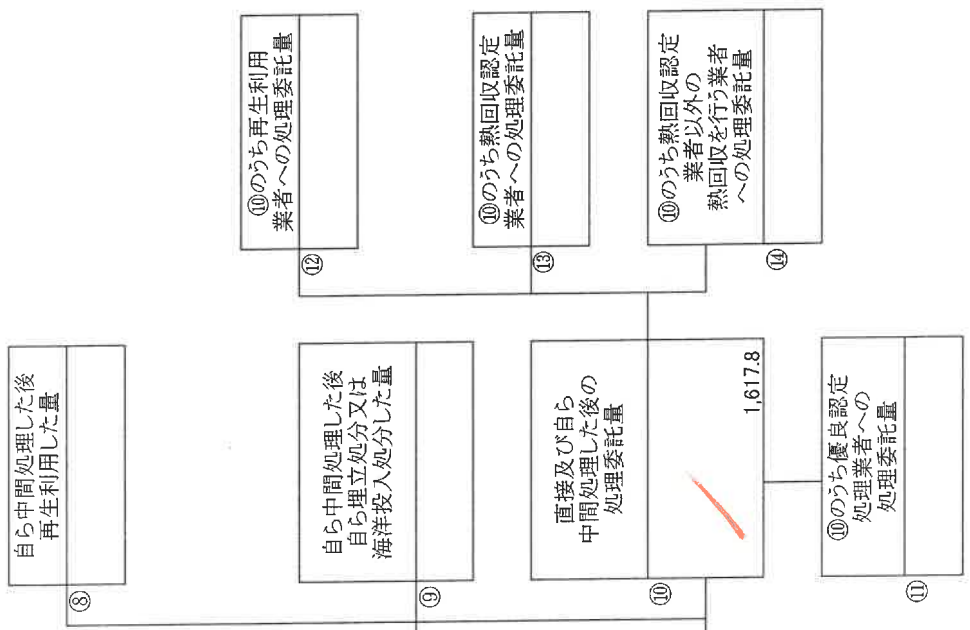 ⑧
自ら中間処理した後
再生利用した量
⑨
自ら中間処理した後
自ら埋立処分又は
海洋投入処分した量
⑩
直接及び自ら
中間処理した後の
処理委託量
1,617.8
⑪
⑩のうち優良認定
処理業者への
処理委託量
⑫
⑩のうち再生利用
業者への処理委託量
⑬
⑩のうち熱回収認定
業者への処理委託量
⑭
⑩のうち熱回収認定
業者以外の
熱回収を行う業者
への処理委託量